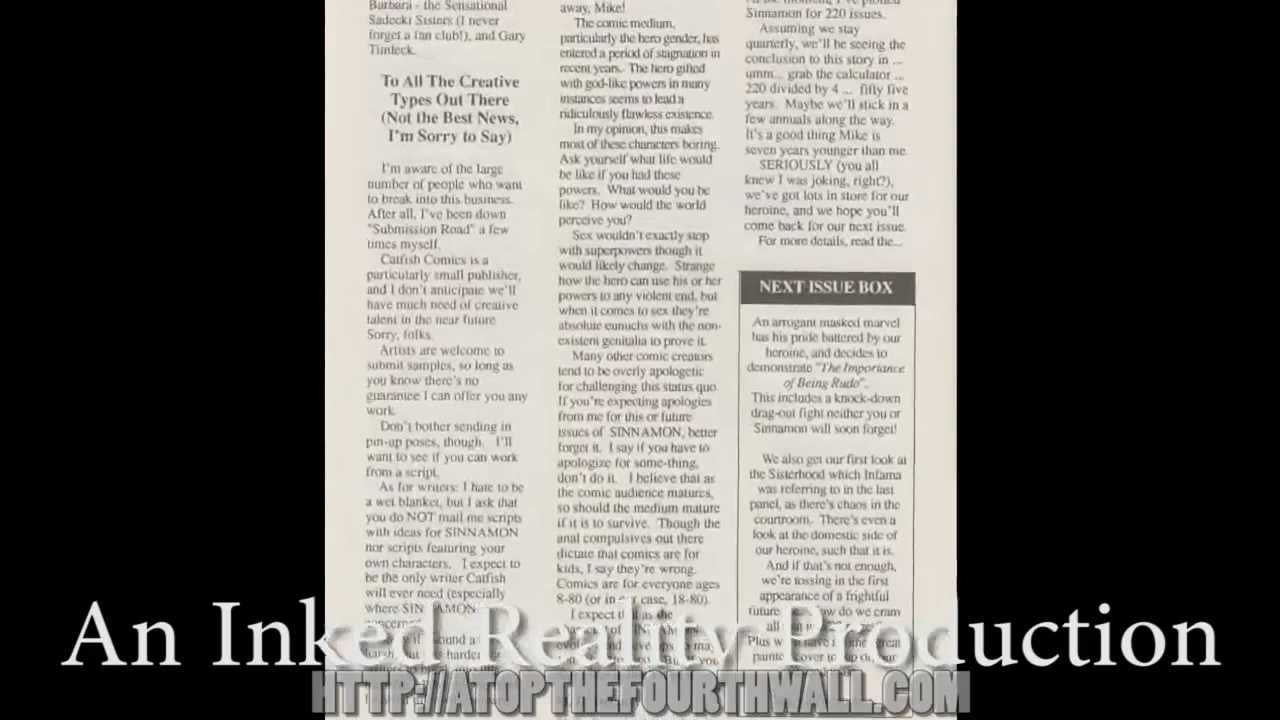 Barbara - the Sensational
Sadecki Sisters (I never
forget a fan club!), and Gary
Timleck.
To All The Creative
Types Out There
(Not the Best News,
I'm Sorry to Say)
I'm aware of the large
number of people who want
to break into this business.
After all, I've been down
"Submission Road" a few
times myself.
Catfish Comics is a
particularly small publisher,
and I don't anticipate we'll
have much need of creative
talent in the near future
Sorry, folks.
Artists are welcome to
submit samples, so long as
you know there's no
guarantee I can offer you any
work.
Don't bother sending in
pin-up poses, though. I'll
want to see if you can work
from a script.
As for writers: I hate to be
a wet blanket, but I ask that
you do NOT mail me scripts
with ideas for SINNAMON
nor scripts featuring your
own characters. I expect to
be the only writer Catfish
will ever need (especially
where
away, Mike!
The comic medium,
particularly the hero gender, has
entered a period of stagnation in
recent years. The hero gifted
with god-like powers in many
instances seems to lead a
ridiculously flawless existence.
In my opinion, this makes
most of these characters boring.
Ask yourself what life would
be like if you had these
powers. What would you be
like? How would the world
perceive you?
Sex wouldn't exactly stop
with superpowers though it
would likely change. Strange
how the hero can use his or her
powers to any violent end, but
when it comes to sex they're
absolute eunuchs with the non-
existent genitalia to prove it.
Many other comic creators
tend to be overly apologetic
for challenging this status quo.
If you're expecting apologies
from me for this or future
issues of SINNAMON, better
forget it. I say if you have to
apologize for some-thing,
don't do it. I believe that as
the comic audience matures,
so should the medium mature
if it is to survive. Though the
anal compulsives out there
dictate that comics are for
kids, I say they're wrong.
Comics are for everyone ages
8-80 (or in our case, 18-80).
I expect that as the
Sinnamon for 220 issues.
Assuming we stay
quarterly, we'll be seeing the
conclusion to this story in ...
umm... grab the calculator ...
220 divided by 4 ... fifty five
years. Maybe we'll stick in a
few annuals along the way.
It's a good thing Mike is
seven years younger than me.
SERIOUSLY (you all
knew I was joking, right?),
we've got lots in store for our
heroine, and we hope you'll
come back for our next issue.
For more details, read the...
NEXT ISSUE BOX
An arrogant masked marvel
has his pride battered by our
heroine, and decides to
demonstrate "The Importance
of Being Rudo".
This includes a knock-down
drag-out fight neither you or
Sinnamon will soon forget!
We also get our first look at
the Sisterhood which Infama
was referring to in the last
panel, as there's chaos in the
courtroom. There's even a
look at the domestic side of
our heroine, such that it is.
And if that's not enough,
we're tossing in the first
appearance of a frightful
future
An Inked Reality Production
HTTP://ATOPTHEFOURTHWALL.COM